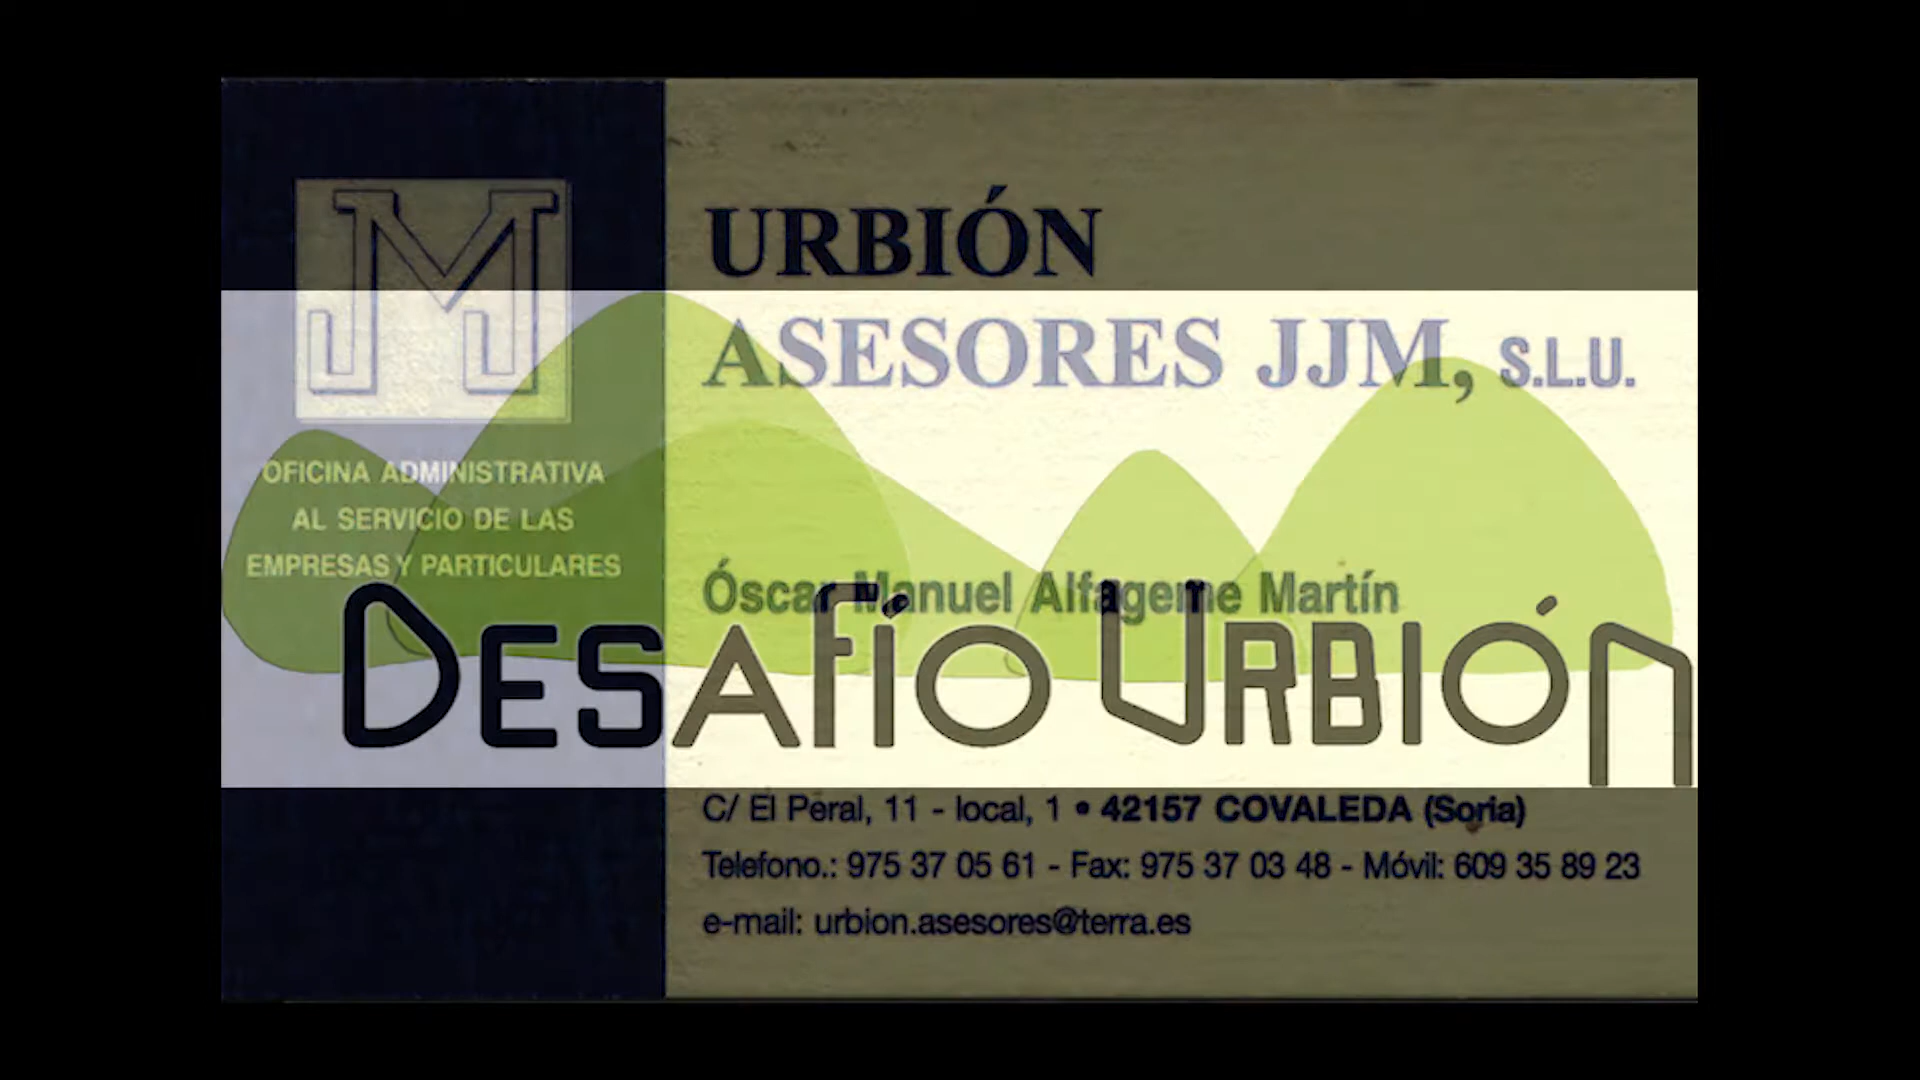 JM
URBIÓN
ASESORES JJM, S.L.U.
OFICINA ADMINISTRATIVA
AL SERVICIO DE LAS
EMPRESAS Y PARTICULARES
Óscar Manuel Alfageme Martín
DESAFÍO URBIÓN
C/ El Peral, 11 - local, 1 • 42157 COVALEDA (Soria)
Telefono.: 975 37 05 61 - Fax: 975 37 03 48 - Móvil: 609 35 89 23
e-mail: urbion.asesores@terra.es